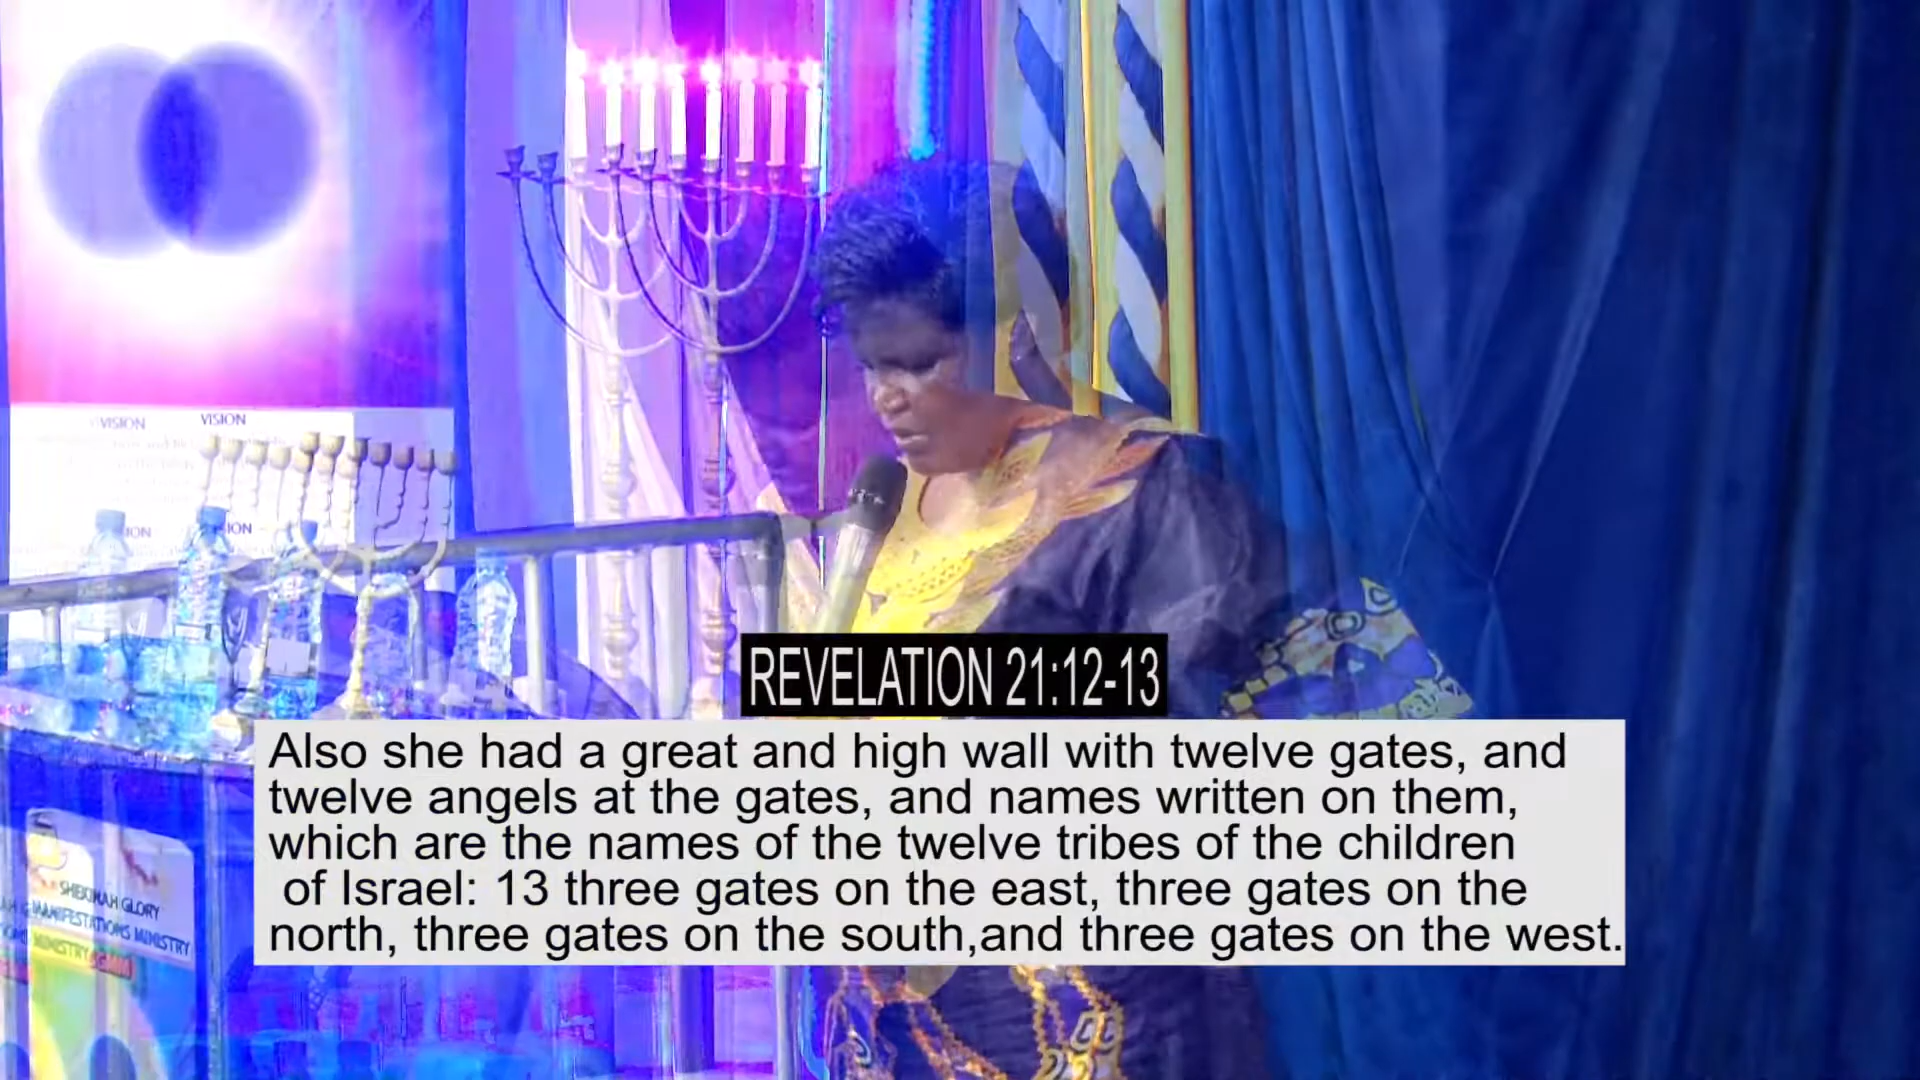 VISION VISION
REVELATION 21:12-13
Also she had a great and high wall with twelve gates, and
twelve angels at the gates, and names written on them,
which are the names of the twelve tribes of the children
of Israel: 13 three gates on the east, three gates on the
north, three gates on the south,and three gates on the west.
SHEKINAH GLORY
MANIFESTATIONS MINISTRY
MINISTRY